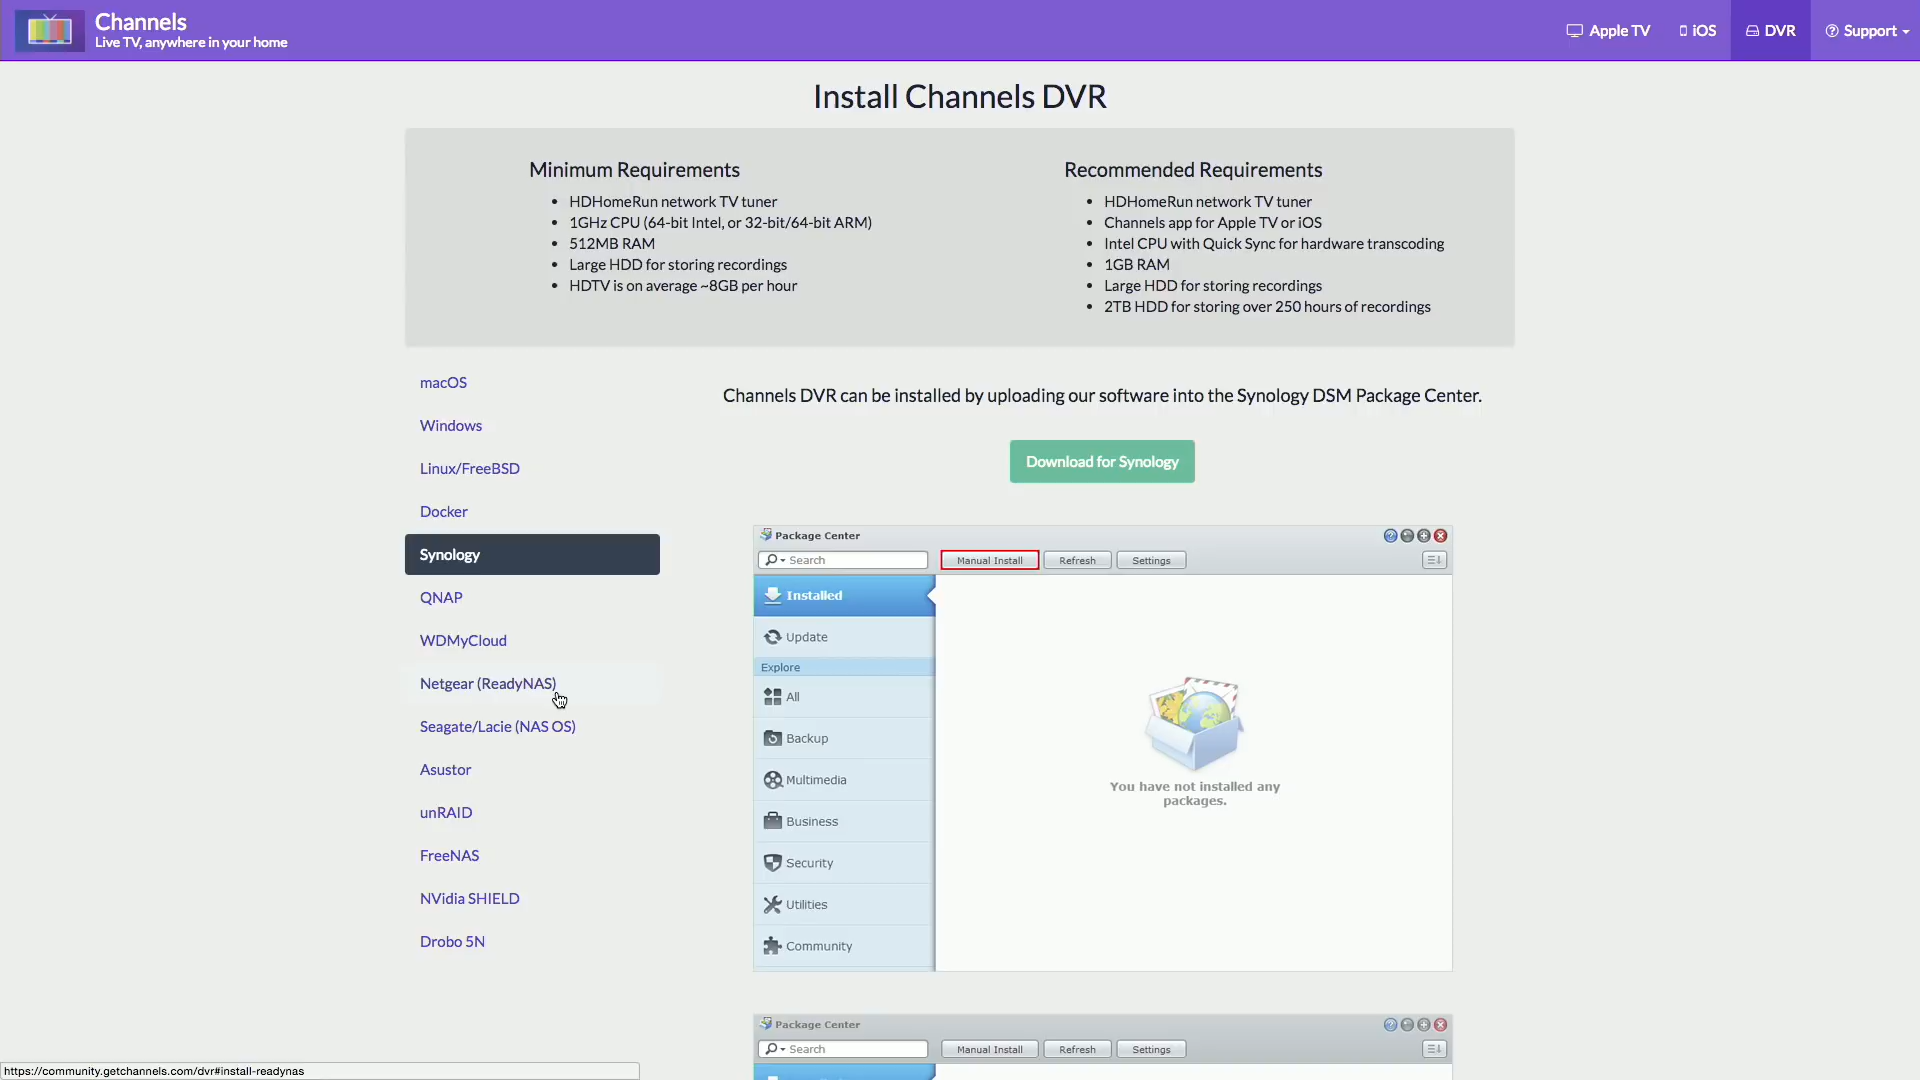 Channels
Live TV, anywhere in your home
Apple TV
iOS
DVR
Support
Install Channels DVR
Minimum Requirements
HDHomeRun network TV tuner
1GHz CPU (64-bit Intel, or 32-bit/64-bit ARM)
512MB RAM
Large HDD for storing recordings
HDTV is on average ~8GB per hour
Recommended Requirements
HDHomeRun network TV tuner
Channels app for Apple TV or iOS
Intel CPU with Quick Sync for hardware transcoding
1GB RAM
Large HDD for storing recordings
2TB HDD for storing over 250 hours of recordings
macOS
Windows
Linux/FreeBSD
Docker
Synology
QNAP
WDMyCloud
Netgear (ReadyNAS)
Seagate/Lacie (NAS OS)
Asustor
unRAID
FreeNAS
NVidia SHIELD
Drobo 5N
Channels DVR can be installed by uploading our software into the Synology DSM Package Center.
Download for Synology
Package Center
Search
Manual Install
Refresh
Settings
Installed
Update
Explore
All
Backup
Multimedia
Business
Security
Utilities
Community
You have not installed any
packages.
Package Center
Search
Manual Install
Refresh
Settings
https://community.getchannels.com/dvr#install-readynas